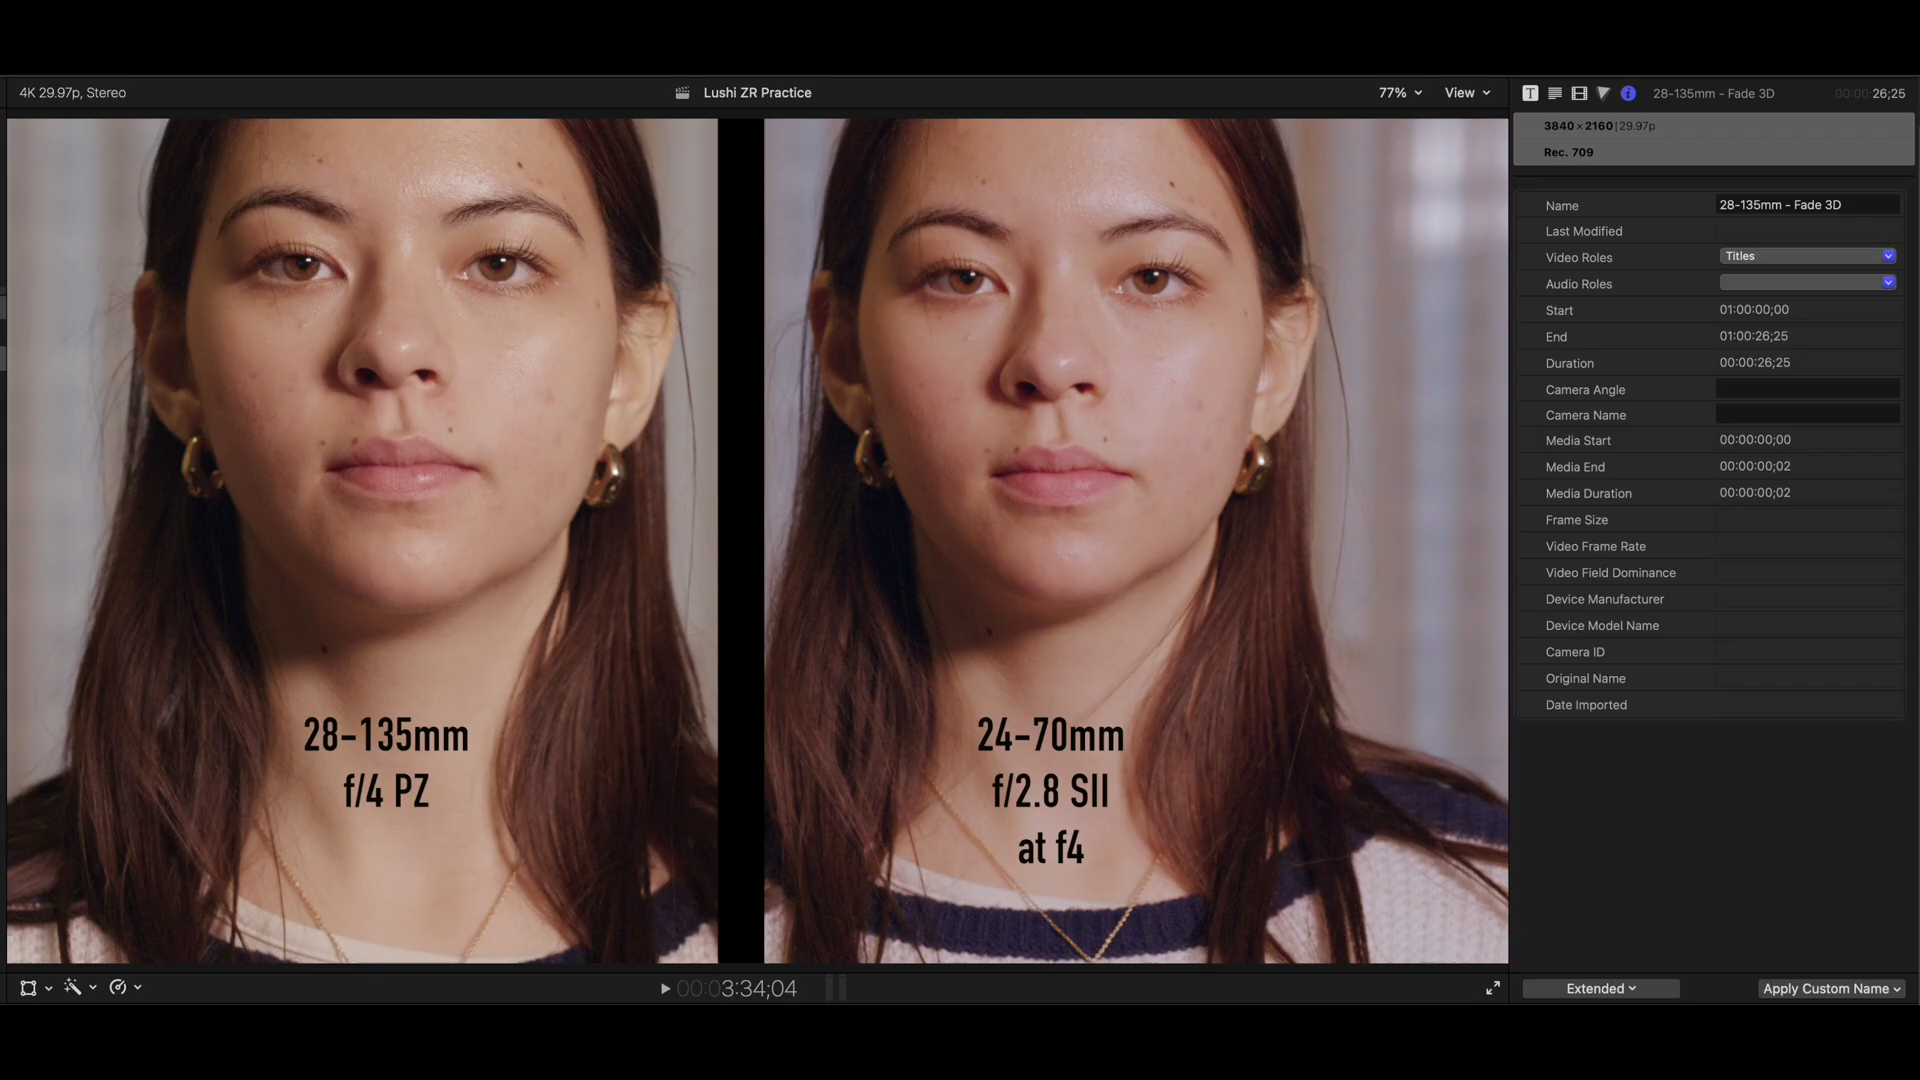 4K 29.97p, Stereo
Lushi ZR Practice
77%
View
T
i
28-135mm - Fade 3D
00:00:26;25
3840 × 2160 | 29.97p
Rec. 709
Name
28-135mm - Fade 3D
Last Modified
Video Roles
Titles
Audio Roles
Start
01:00:00;00
End
01:00:26;25
Duration
00:00:26;25
Camera Angle
Camera Name
Media Start
00:00:00;00
Media End
00:00:00;02
Media Duration
00:00:00;02
Frame Size
Video Frame Rate
Video Field Dominance
Device Manufacturer
Device Model Name
Camera ID
Original Name
Date Imported
28-135mm
f/4 PZ
24-70mm
f/2.8 SII
at f4
00:03:34;04
Extended
Apply Custom Name